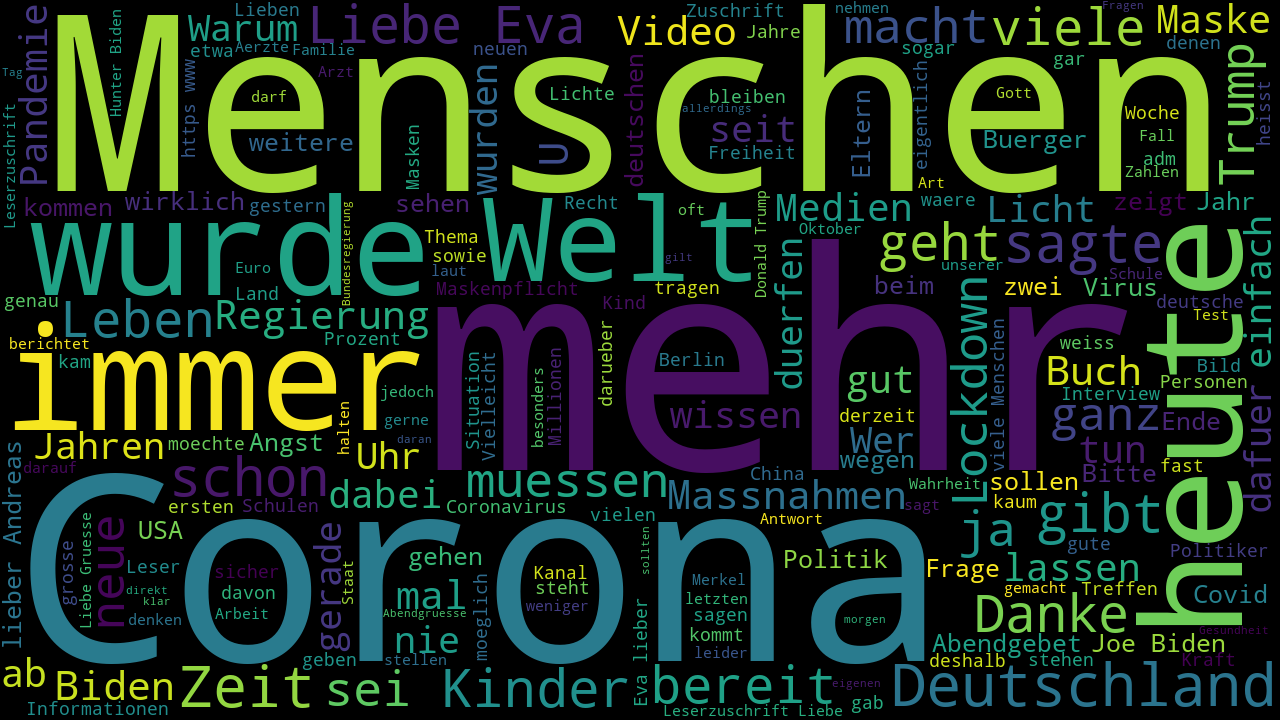 Menschen
mehr
Corona
heute
immer
wurde
Welt
Liebe Eva
Video
macht
viele
Maske
Warum
Pandemie
Lieben
etwa
Aerzte
Familie
Zuschrift
Jahre
neuen
nehmen
Fragen
sogar
gar
denen
Tag
Hunter Biden
Arzt
https www
darf
weitere
Masken
wurden
Lichte
u
deutschen
allerdings
bleiben
seit
Freiheit
Eltern
eigentlich
Gott
Buerger
Woche
Fall
adm
Zahlen
Trump
heisst
Leserzuschrift
kommen
wirklich
gestern
Bundesregierung
sehen
Recht
oft
Donald Trump
Medien
Oktober
Art
waere
Licht
zeigt
Jahr
Thema
sowie
laut
Euro
Land
gilt
duerfen
geht
sagte
unserer
Schule
einfach
genau
Leben
Regierung
Maskenpflicht
Kind
tragen
beim
zwei
Virus
deutsche
Test
berichtet
kam
Prozent
jedoch
gerne
daran
Situation
vielleicht
besonders
Millionen
darueber
Berlin
wissen
gut
derzeit
Wer
wegen
Lockdown
viele Menschen
weiss
Buch
Bild
Personen
Interview
ganz
Ende
dafuer
Jahren
moechte
Angst
halten
Uhr
tun
Bitte
fast
lieber Andreas
darauf
schon
dabei
muessen
China
Massnahmen
Wahrheit
sollen
kaum
ersten
Schulen
Coronavirus
vielen
Antwort
sagt
ja
gibt
gute
Politiker
grosse
Liebe Gruesse
neue
USA
Leser
sicher
davon
Arbeit
direkt
klar
denken
gerade
Staat
gehen
mal
Abendgruesse
nie
moeglich
Kanal
steht
weniger
sollten
Merkel
letzten
sagen
kommt
leider
Politik
morgen
Frage
lassen
gemacht
Treffen
Covid
Danke
Gesundheit
Eva lieber
Abendgebet
Joe Biden
deshalb
stehen
Kraft
ab
Biden
Informationen
Zeit
geben
sei
stellen
Kinder
bereit
Leserzuschrift Liebe
eigenen
gab
Deutschland